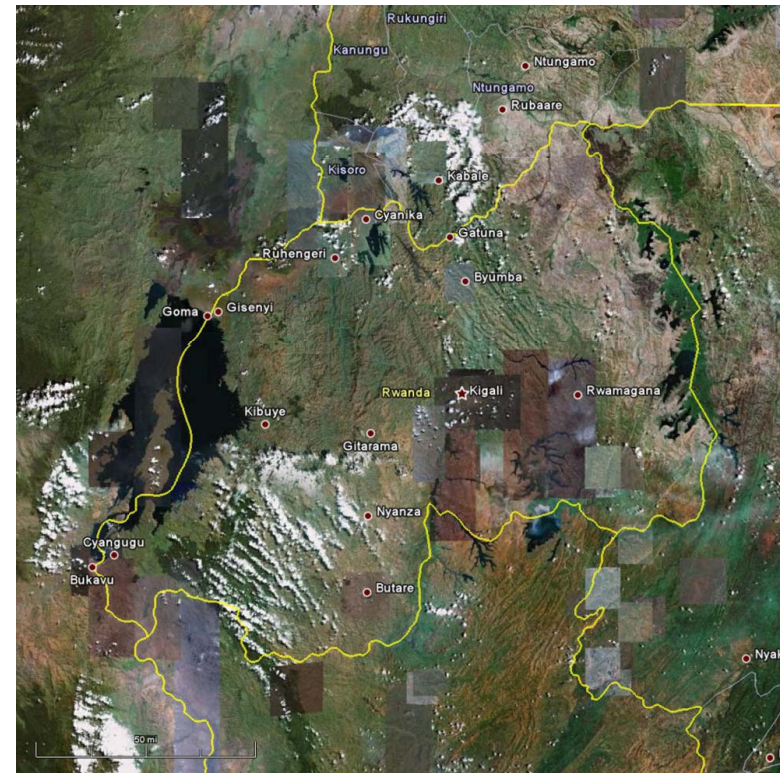 Rukungiri
Kanungu
Ntungamo
Ntungamo
Rubaare
Kisoro
Kabale
Cyanika
Gatuna
Ruhengeri
Byumba
Goma
Gisenyi
Rwanda
Kigali
Rwamagana
Kibuye
Gitarama
Nyanza
Cyangugu
Bukavu
Butare
Nyak
50 mi